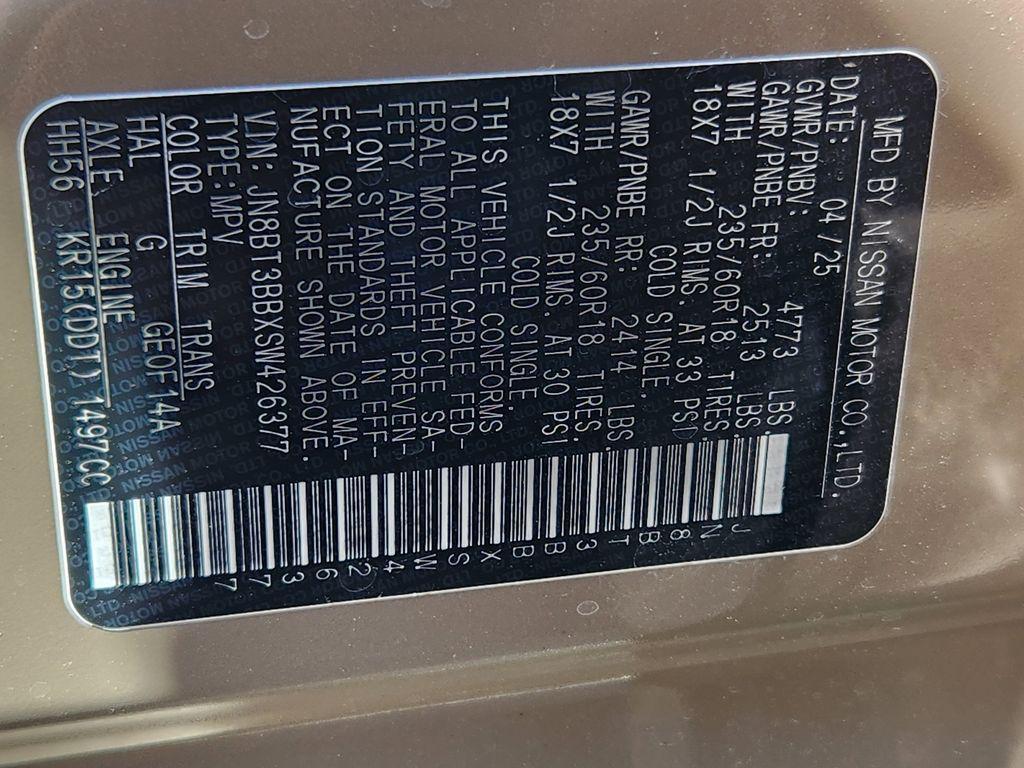 MFD BY NISSAN MOTOR CO.,LTD.
DATE: 04/25
GVWR/PNBV: 4773 LBS
GAWR/PNBE FR: 2513 LBS.
WITH 235/60R18 TIRES.
18X7 1/2J RIMS. AT 33 PSI
COLD SINGLE.
GAWR/PNBE RR: 2414 LBS.
WITH 235/60R18 TIRES.
18X7 1/2J RIMS. AT 30 PSI
COLD SINGLE.
THIS VEHICLE CONFORMS
TO ALL APPLICABLE FED-
ERAL MOTOR VEHICLE SA-
FETY AND THEFT PREVEN-
TION STANDARDS IN EFF-
ECT ON THE DATE OF MA-
NUFACTURE SHOWN ABOVE.
VIN: JN8BT3BBXSW426377
TYPE:MPV
COLOR TRIM TRANS
HAL G GE0F14A
AXLE ENGINE
HH56 KR15(DDT) 1497CC
JN8BT3BBXSW426377